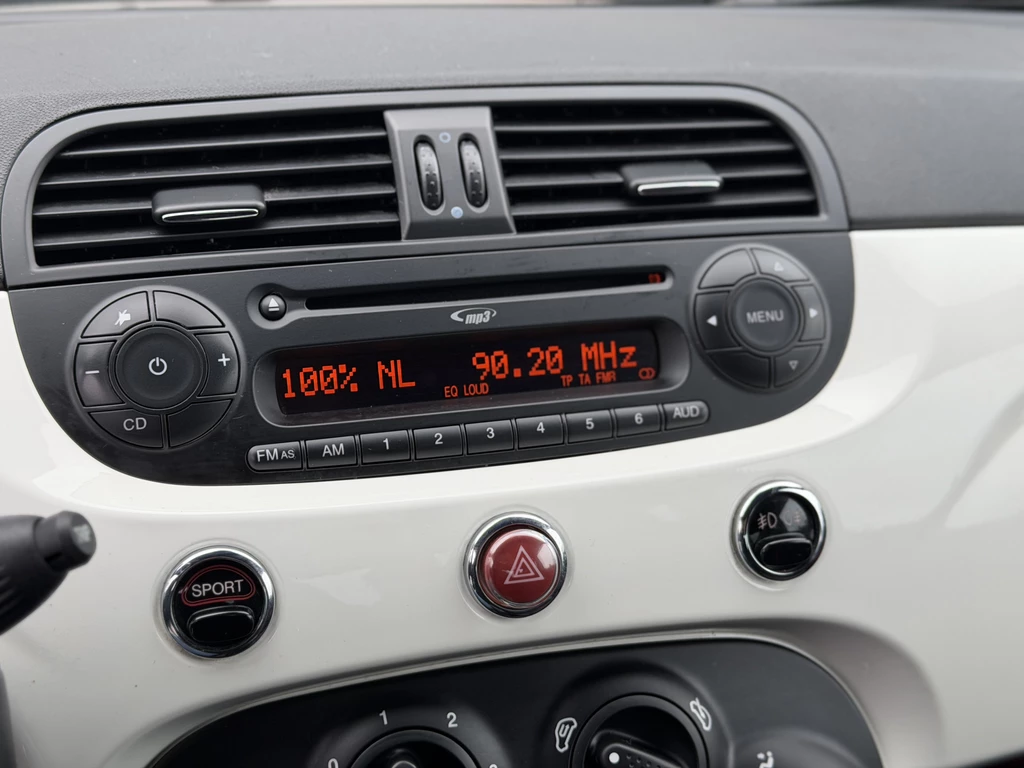 mp3
MENU
100% NL 90.20 MHz
EQ LOUD TP TA FMR
+
−
CD
FM AS AM 1 2 3 4 5 6 AUD
SPORT
1 2
0